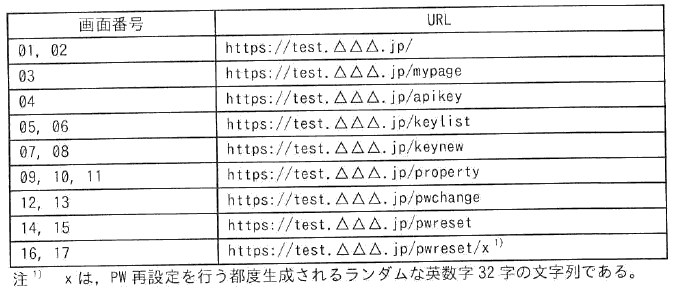 画面番号 URL
01, 02 https://test.△△△.jp/
03 https://test.△△△.jp/mypage
04 https://test.△△△.jp/apikey
05, 06 https://test.△△△.jp/keylist
07, 08 https://test.△△△.jp/keynew
09, 10, 11 https://test.△△△.jp/property
12, 13 https://test.△△△.jp/pwchange
14, 15 https://test.△△△.jp/pwreset
16, 17 https://test.△△△.jp/pwreset/x 1)
注 1) xは，PW 再設定を行う都度生成されるランダムな英数字 32 字の文字列である。